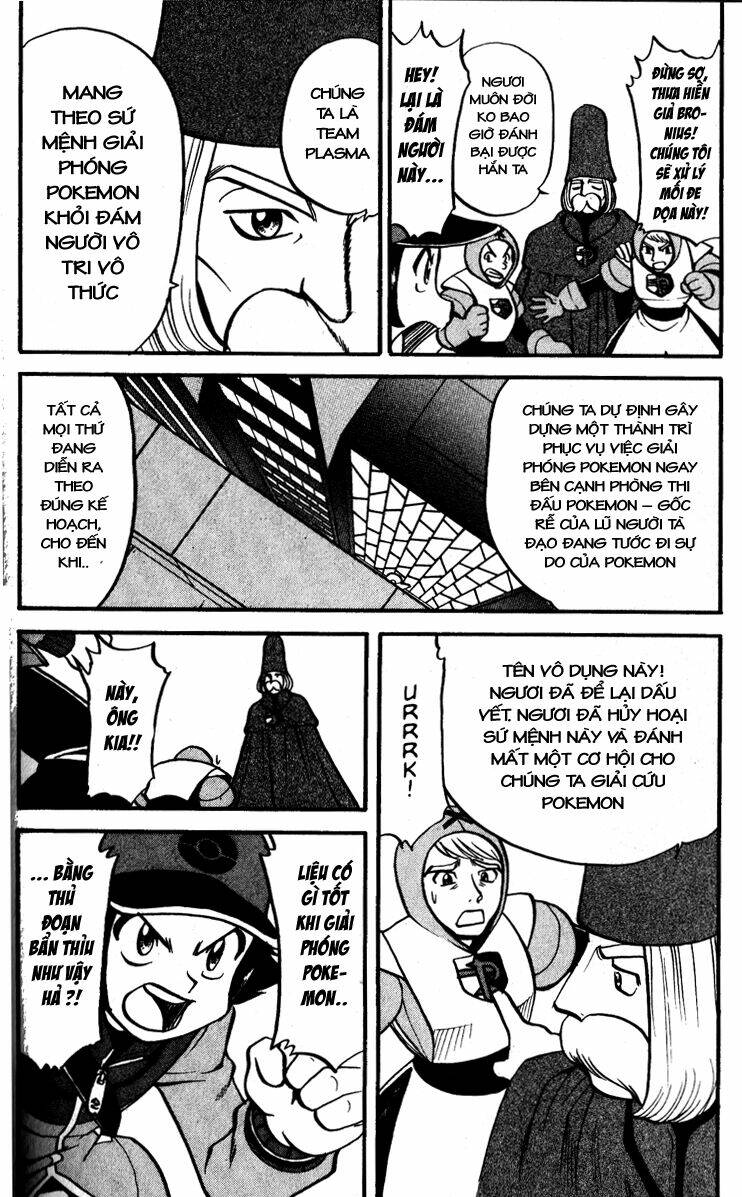 ĐỪNG SỢ,
THƯA HIỀN
GIẢ BRO-
NIUS!
CHÚNG TÔI
SẼ XỬ LÝ
MỐI ĐE
DỌA NÀY!
NGƯƠI
MUÔN ĐỜI
KO BAO
GIỜ ĐÁNH
BẠI ĐƯỢC
HẮN TA
HEY!
LẠI LÀ
ĐÁM
NGƯỜI
NÀY...
CHÚNG
TA LÀ
TEAM
PLASMA
MANG
THEO SỨ
MỆNH GIẢI
PHÓNG
POKEMON
KHỎI ĐÁM
NGƯỜI VÔ
TRI VÔ
THỨC
CHÚNG TA DỰ ĐỊNH GÂY
DỰNG MỘT THÀNH TRÌ
PHỤC VỤ VIỆC GIẢI
PHÓNG POKEMON NGAY
BÊN CẠNH PHÒNG THI
ĐẤU POKEMON – GỐC
RỄ CỦA LŨ NGƯỜI TÀ
ĐẠO ĐANG TƯỚC ĐI SỰ
DO CỦA POKEMON
TẤT CẢ
MỌI THỨ
ĐANG
DIỄN RA
THEO
ĐÚNG KẾ
HOẠCH,
CHO ĐẾN
KHI..
TÊN VÔ DỤNG NÀY!
NGƯƠI ĐÃ ĐỂ LẠI DẤU
VẾT. NGƯƠI ĐÃ HỦY HOẠI
SỨ MỆNH NÀY VÀ ĐÁNH
MẤT MỘT CƠ HỘI CHO
CHÚNG TA GIẢI CỨU
POKEMON
URRRK!
NÀY,
ÔNG
KIA!!
LIỆU CÓ
GÌ TỐT
KHI GIẢI
PHÓNG
POKE-
MON..
... BẰNG
THỦ
ĐOẠN
BẨN THỈU
NHƯ VẬY
HẢ ?!